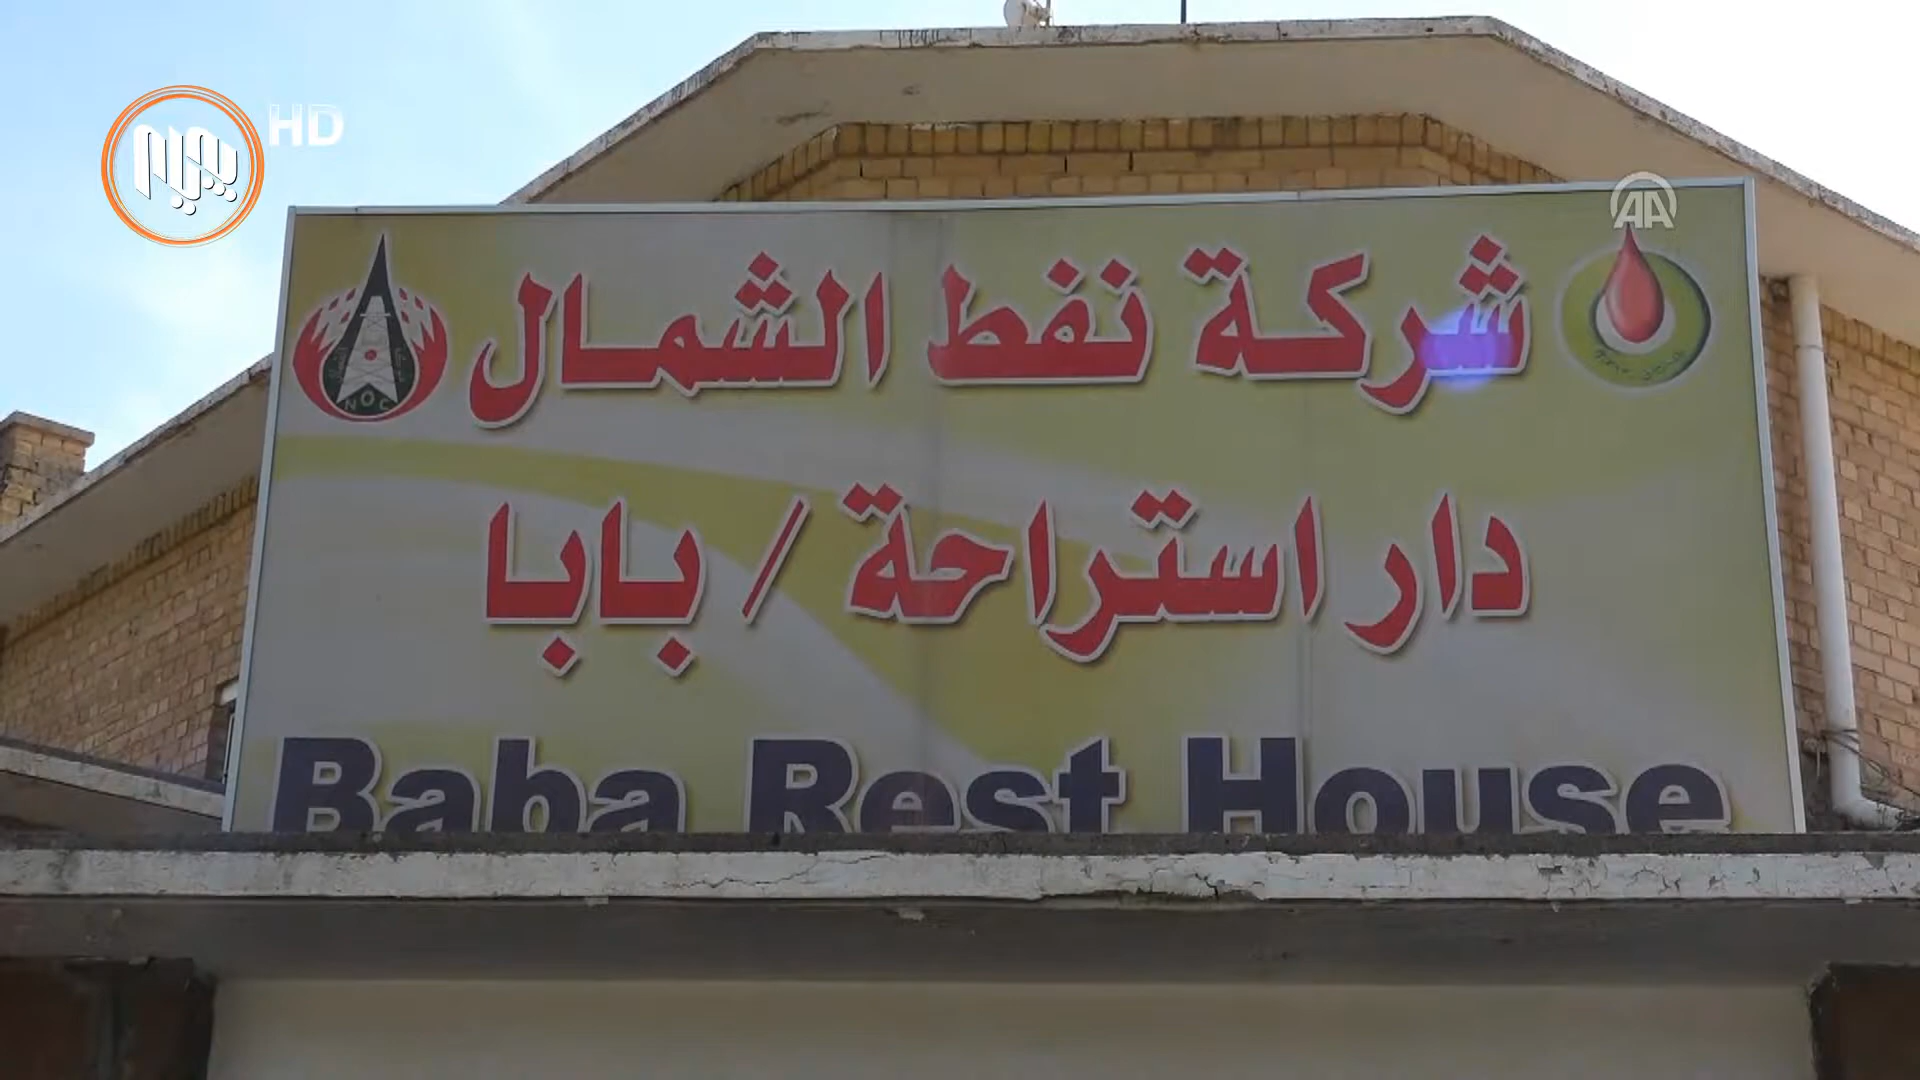 HD
AA
شركة نفط الشمال
NOC
دار استراحة / بابا
Baba Rest House